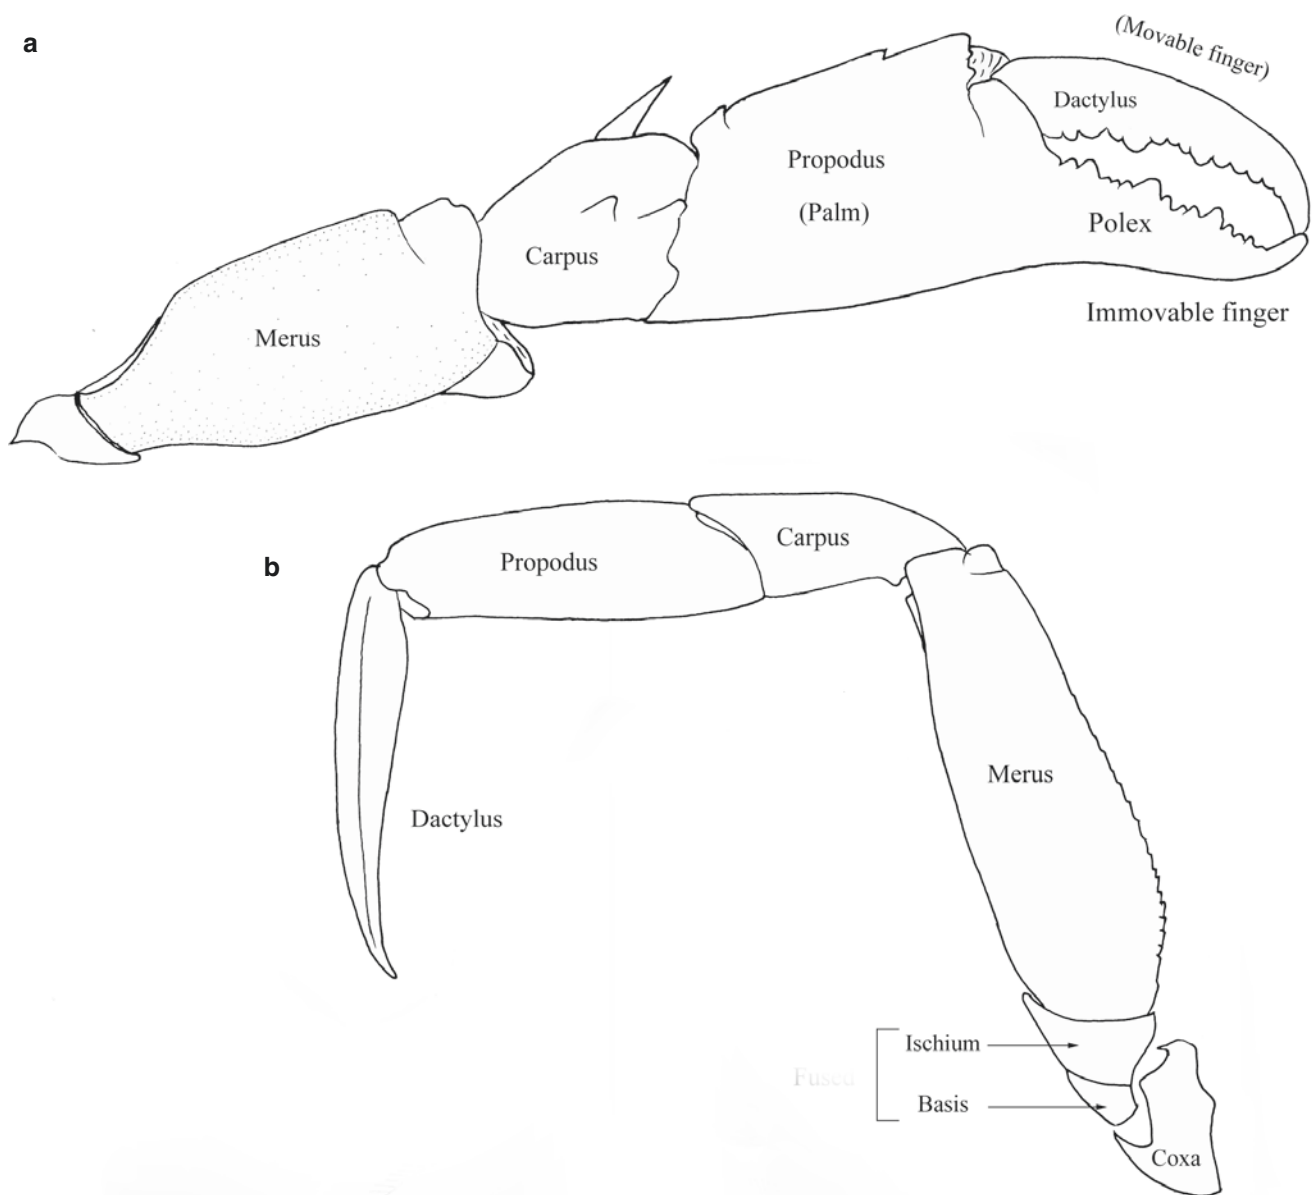 a
(Movable finger)
Dactylus
Propodus
(Palm)
Polex
Carpus
Immovable finger
Merus
b
Propodus
Carpus
Dactylus
Merus
Ischium
Fused
Basis
Coxa